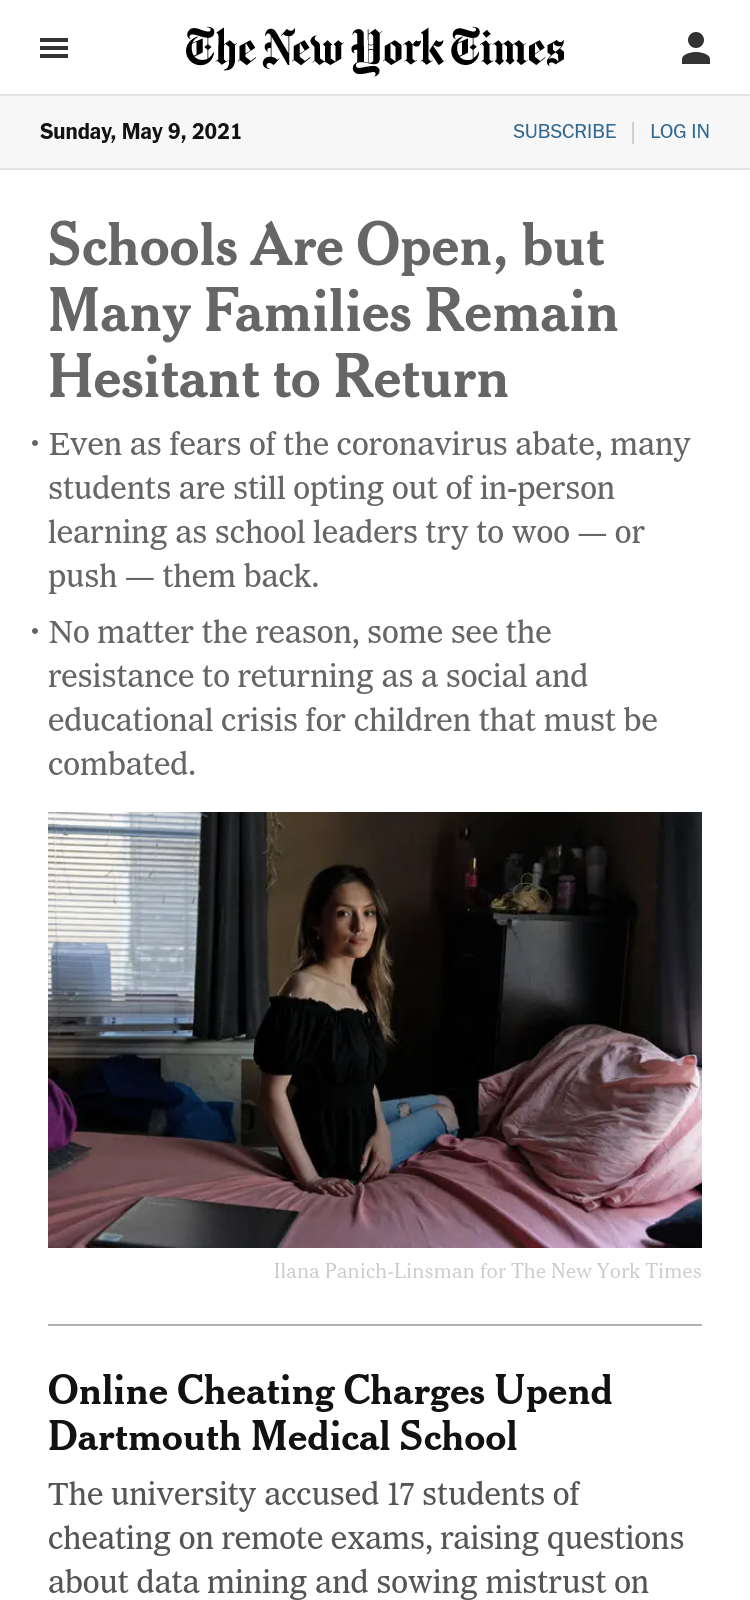 The New York Times
Sunday, May 9, 2021
SUBSCRIBE | LOG IN
Schools Are Open, but
Many Families Remain
Hesitant to Return
• Even as fears of the coronavirus abate, many
students are still opting out of in-person
learning as school leaders try to woo — or
push — them back.
• No matter the reason, some see the
resistance to returning as a social and
educational crisis for children that must be
combated.
Ilana Panich-Linsman for The New York Times
Online Cheating Charges Upend
Dartmouth Medical School
The university accused 17 students of
cheating on remote exams, raising questions
about data mining and sowing mistrust on